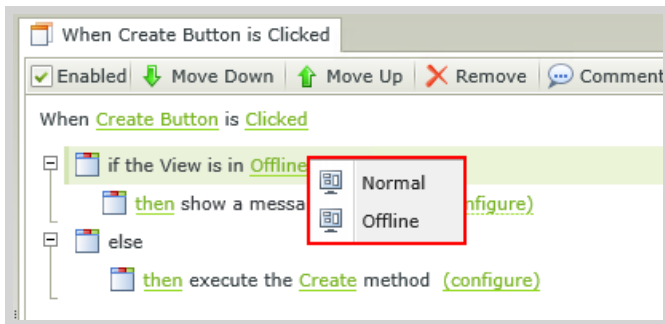 When Create Button is Clicked
Enabled Move Down Move Up Remove Comment
When Create Button is Clicked
if the View is in Offline
Normal
then show a messa nfigure)
Offline
else
then execute the Create method (configure)